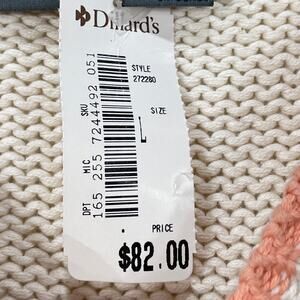 Dillard's
STYLE
272280
SIZE
L
DPT MIC SKU
165 255 7244492 051
PRICE
$82.00